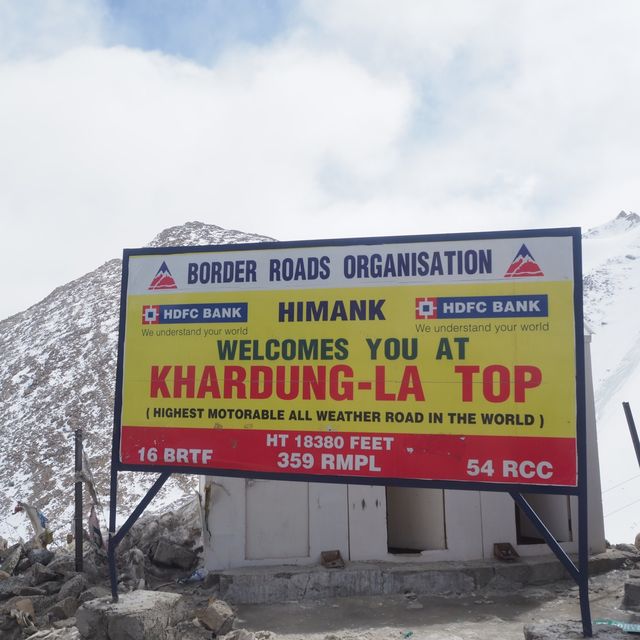 BORDER ROADS ORGANISATION
HDFC BANK HIMANK HDFC BANK
We understand your world We understand your world
WELCOMES YOU AT
KHARDUNG-LA TOP
( HIGHEST MOTORABLE ALL WEATHER ROAD IN THE WORLD )
HT 18380 FEET
16 BRTF 359 RMPL 54 RCC